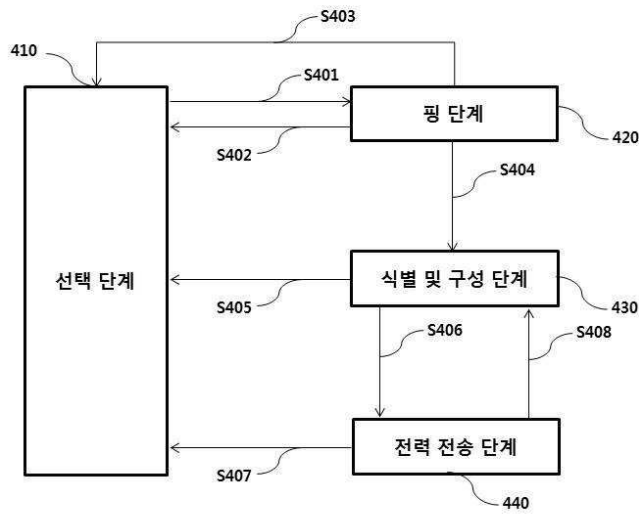 S403
410
S401
핑 단계
420
S402
S404
선택 단계
식별 및 구성 단계
430
S405
S406
S408
전력 전송 단계
S407
440